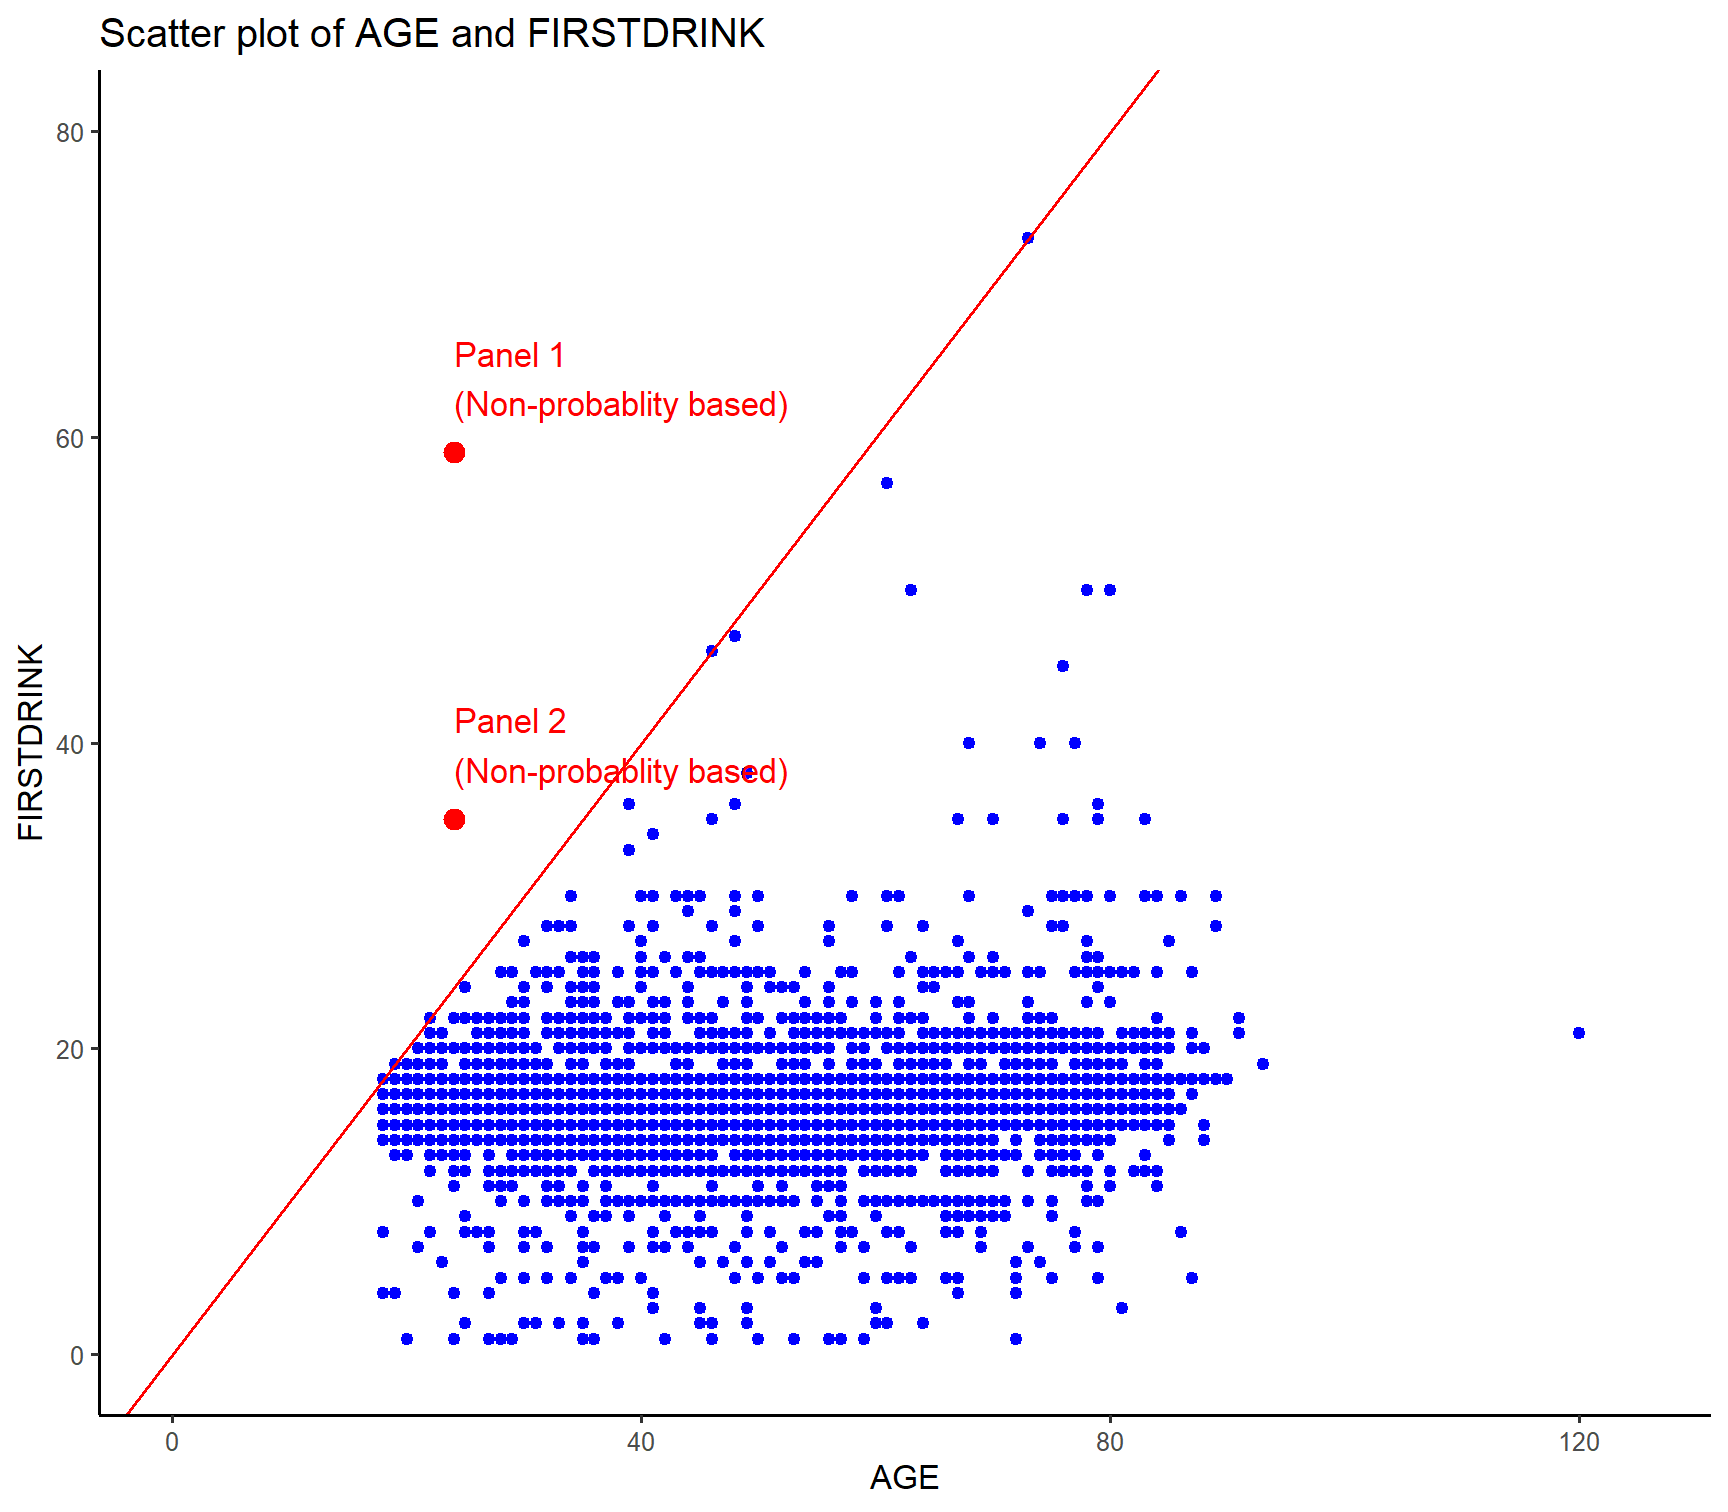 Scatter plot of AGE and FIRSTDRINK
80
60
40
20
0
FIRSTDRINK
Panel 1
(Non-probablity based)
Panel 2
(Non-probablity based)
0
40
80
120
AGE